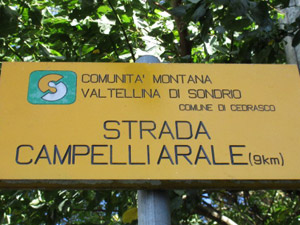 COMUNITA' MONTANA
VALTELLINA DI SONDRIO
COMUNE DI CEDRASCO
STRADA
CAMPELLI ARALE (9km)